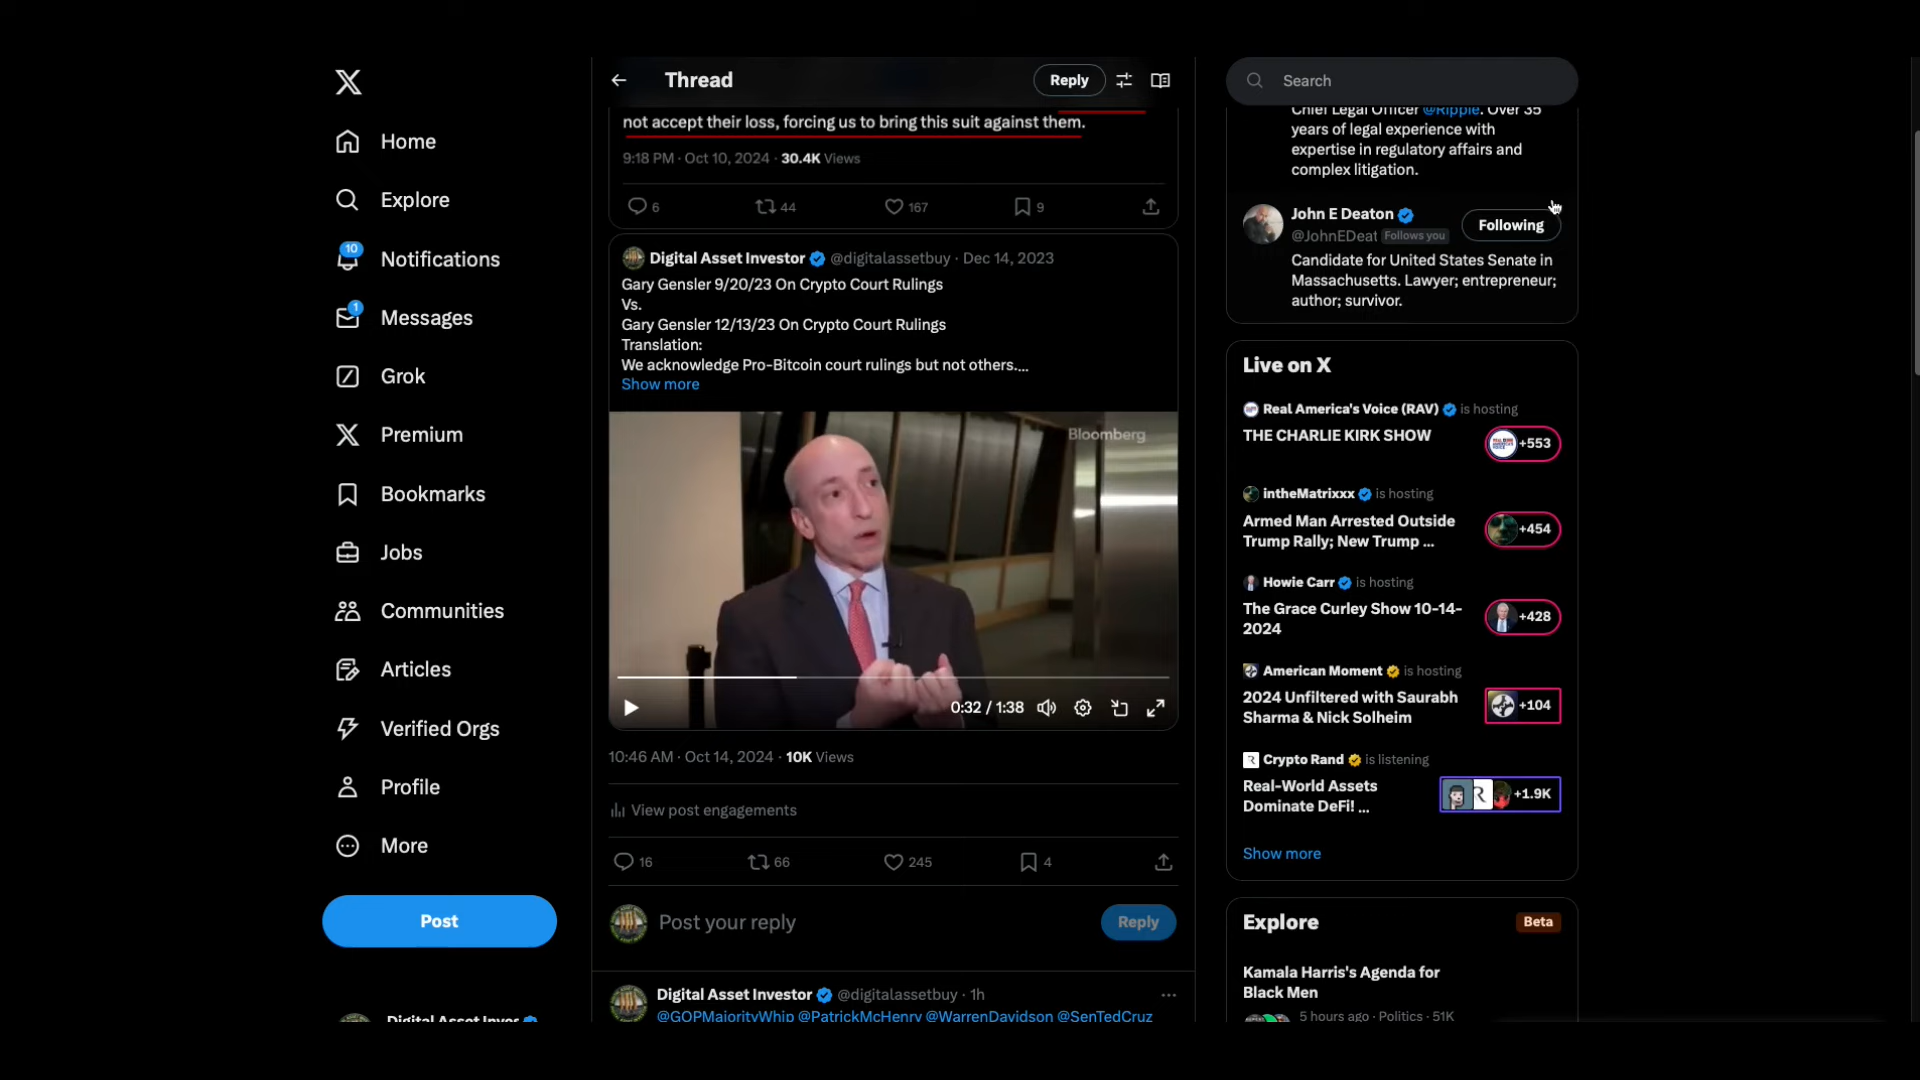 Home
Explore
10
Notifications
1
Messages
Grok
Premium
Bookmarks
Jobs
Communities
Articles
Verified Orgs
Profile
More
Post
Digital Asset Inves
Thread
Reply
not accept their loss, forcing us to bring this suit against them.
9:18 PM · Oct 10, 2024 · 30.4K Views
6
44
167
9
Digital Asset Investor @digitalassetbuy · Dec 14, 2023
Gary Gensler 9/20/23 On Crypto Court Rulings
Vs.
Gary Gensler 12/13/23 On Crypto Court Rulings
Translation:
We acknowledge Pro-Bitcoin court rulings but not others....
Show more
Bloomberg
0:32 / 1:38
10:46 AM · Oct 14, 2024 · 10K Views
View post engagements
16
66
245
4
Post your reply
Reply
Digital Asset Investor @digitalassetbuy · 1h
@GOPMajorityWhip @PatrickMcHenry @WarrenDavidson @SenTedCruz
Search
Chief Legal Officer @Ripple. Over 35
years of legal experience with
expertise in regulatory affairs and
complex litigation.
John E Deaton
@JohnEDeat Follows you
Following
Candidate for United States Senate in
Massachusetts. Lawyer; entrepreneur;
author; survivor.
Live on X
Real America's Voice (RAV) is hosting
THE CHARLIE KIRK SHOW
+553
intheMatrixxx is hosting
Armed Man Arrested Outside
Trump Rally; New Trump ...
+454
Howie Carr is hosting
The Grace Curley Show 10-14-
2024
+428
American Moment is hosting
2024 Unfiltered with Saurabh
Sharma & Nick Solheim
+104
Crypto Rand is listening
Real-World Assets
Dominate DeFi! ...
+1.9K
Show more
Explore
Beta
Kamala Harris's Agenda for
Black Men
5 hours ago · Politics · 51K